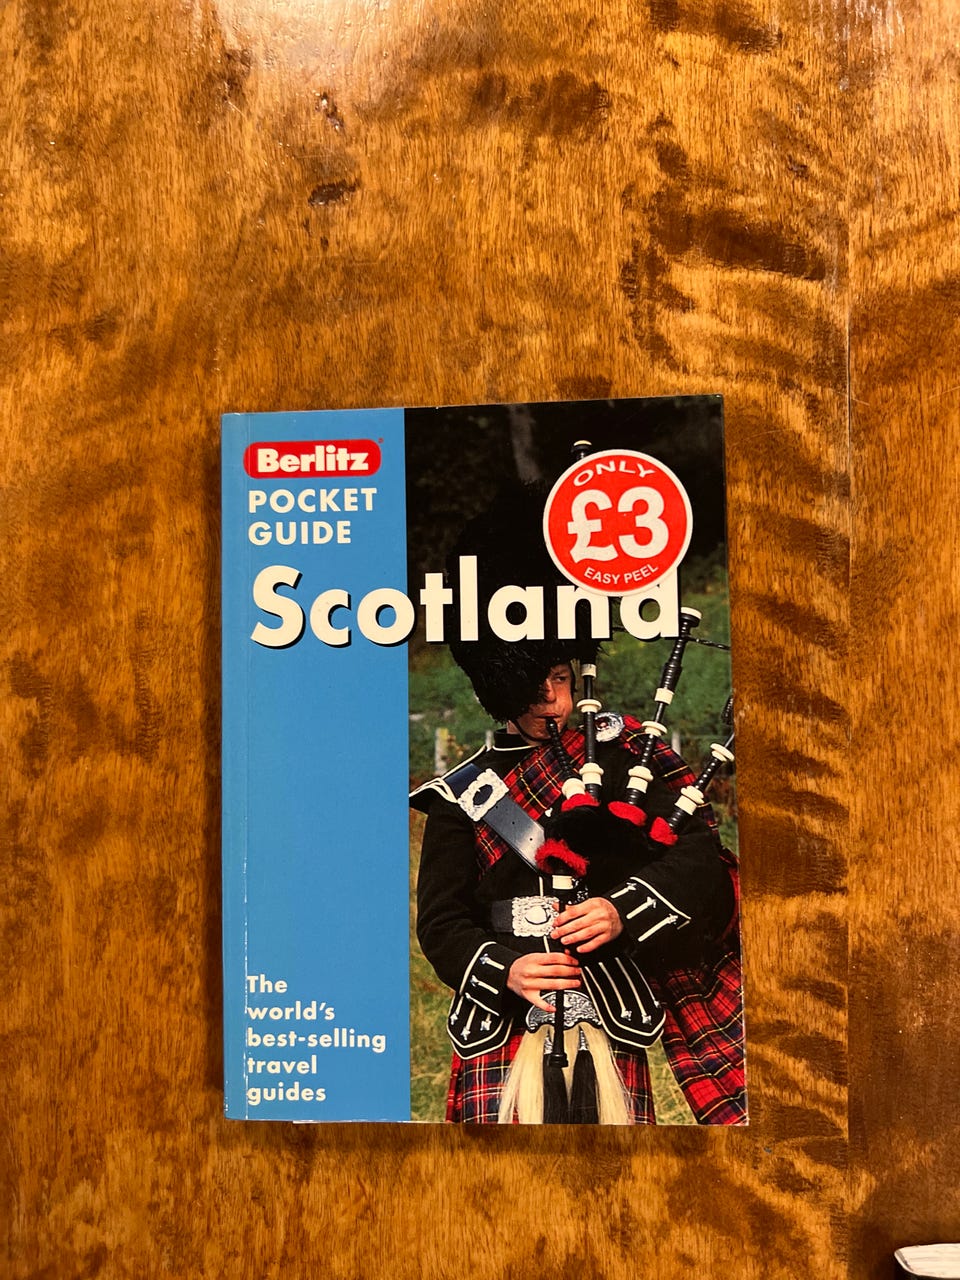 Berlitz
POCKET
GUIDE
ONLY
£3
EASY PEEL
Scotland
The
world's
best-selling
travel
guides